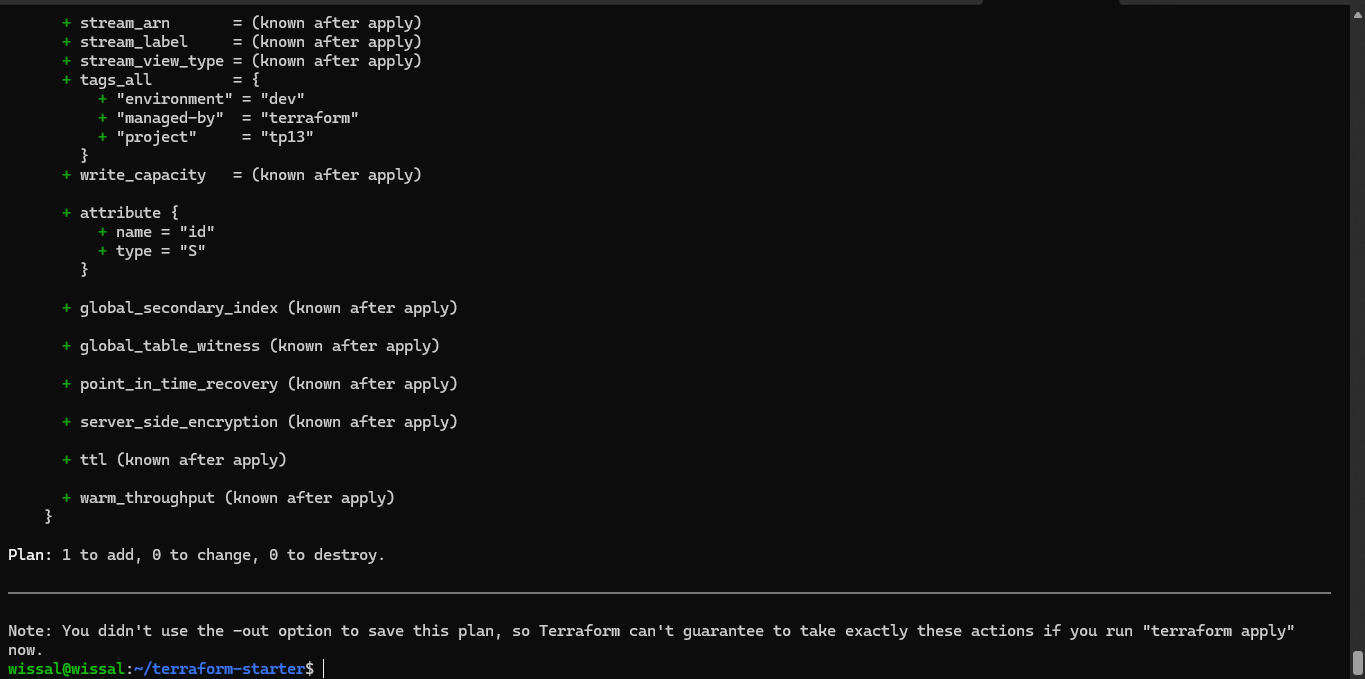 + stream_arn       = (known after apply)
+ stream_label     = (known after apply)
+ stream_view_type = (known after apply)
+ tags_all         = {
+ "environment" = "dev"
+ "managed-by"  = "terraform"
+ "project"     = "tp13"
}
+ write_capacity   = (known after apply)
+ attribute {
+ name = "id"
+ type = "S"
}
+ global_secondary_index (known after apply)
+ global_table_witness (known after apply)
+ point_in_time_recovery (known after apply)
+ server_side_encryption (known after apply)
+ ttl (known after apply)
+ warm_throughput (known after apply)
}
Plan: 1 to add, 0 to change, 0 to destroy.
Note: You didn't use the -out option to save this plan, so Terraform can't guarantee to take exactly these actions if you run "terraform apply"
now.
wissal@wissal:~/terraform-starter$